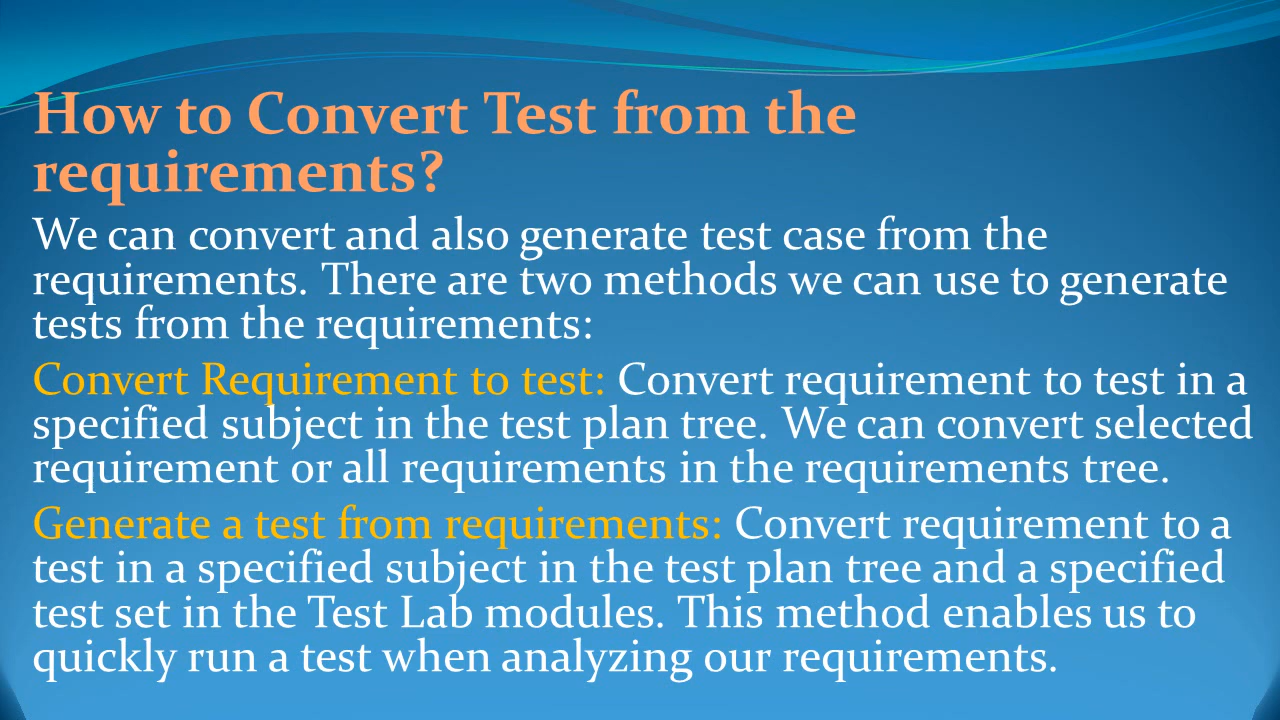 How to Convert Test from the
requirements?
We can convert and also generate test case from the
requirements. There are two methods we can use to generate
tests from the requirements:
Convert Requirement to test: Convert requirement to test in a
specified subject in the test plan tree. We can convert selected
requirement or all requirements in the requirements tree.
Generate a test from requirements: Convert requirement to a
test in a specified subject in the test plan tree and a specified
test set in the Test Lab modules. This method enables us to
quickly run a test when analyzing our requirements.